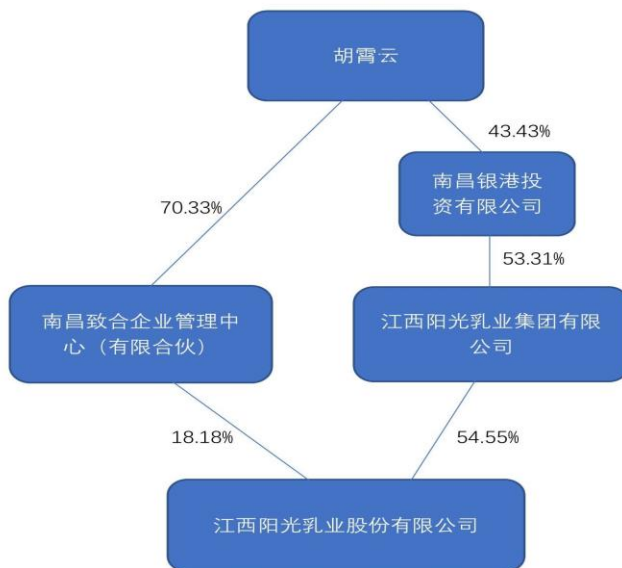 胡霄云
43.43%
南昌银港投
资有限公司
70.33%
53.31%
南昌致合企业管理中
心（有限合伙）
江西阳光乳业集团有限
公司
18.18%
54.55%
江西阳光乳业股份有限公司